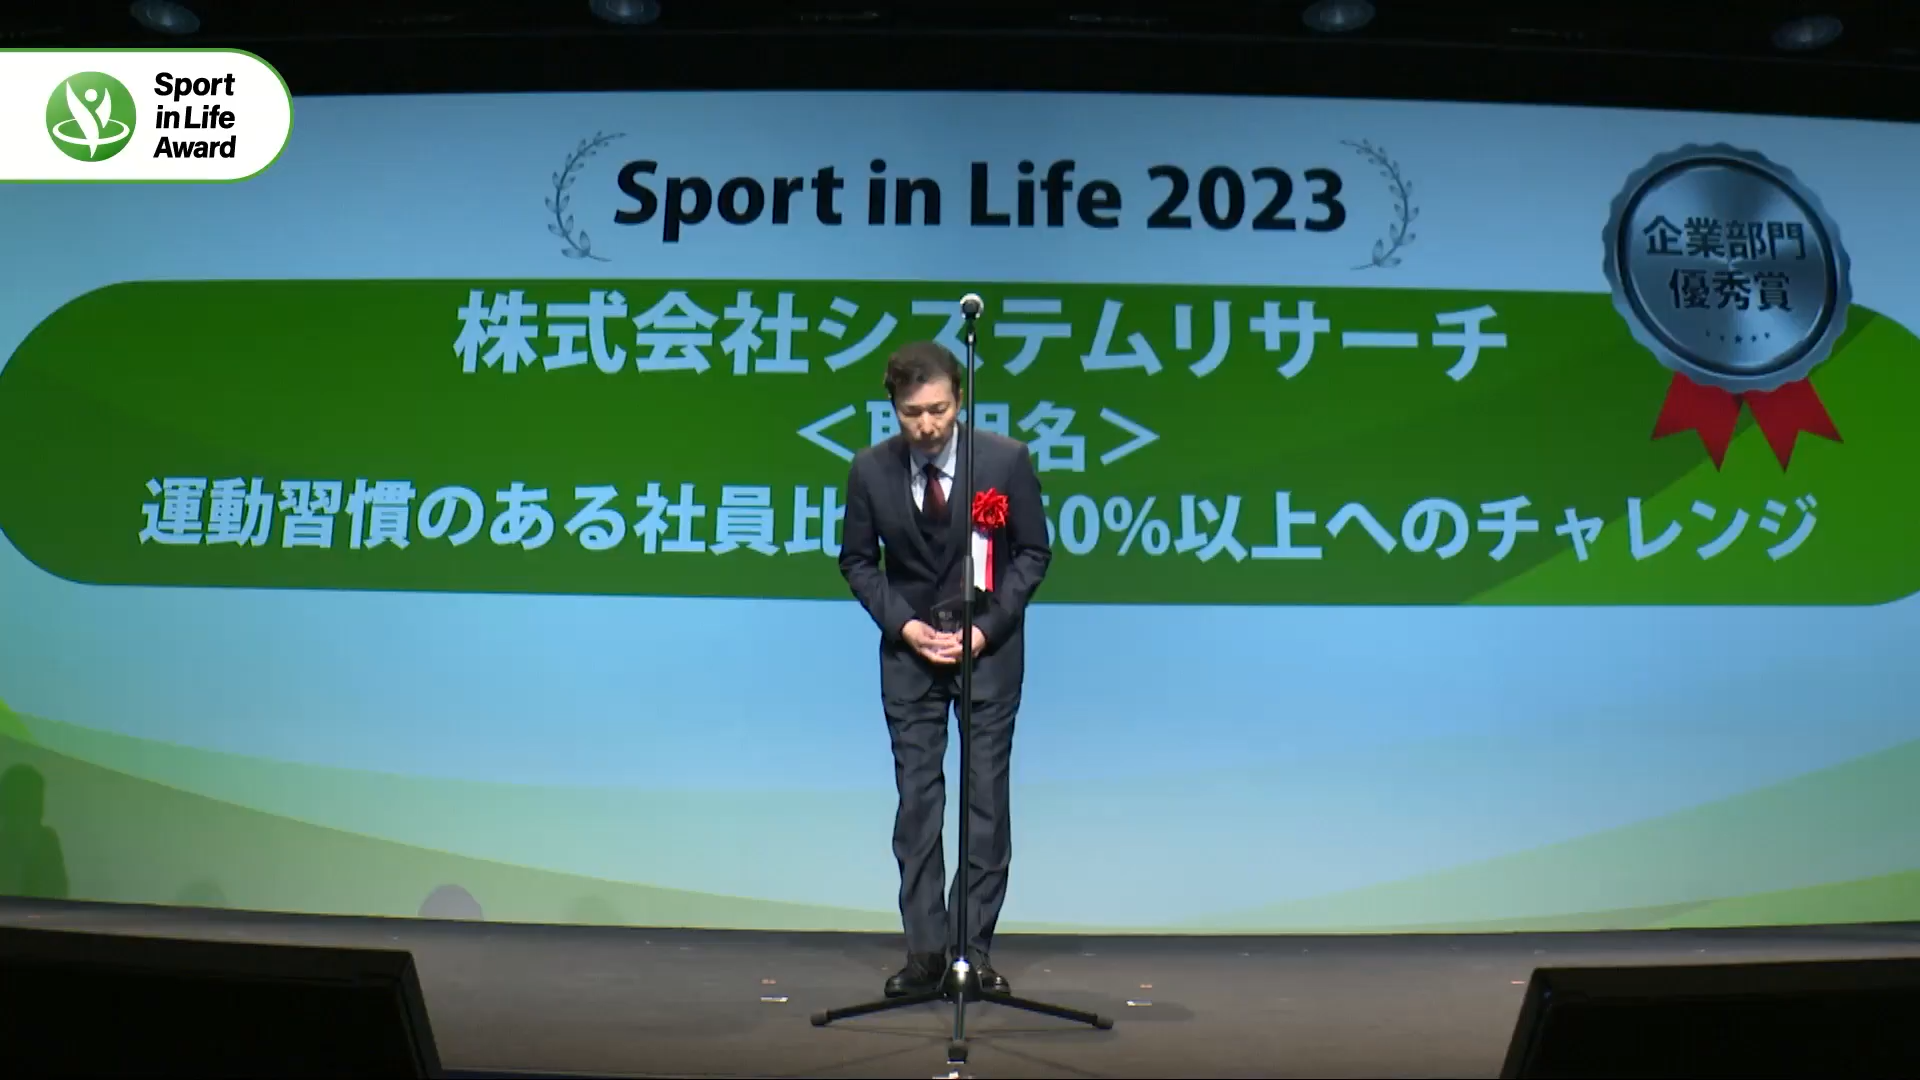 Sport
in Life
Award
Sport in Life 2023
企業部門
優秀賞
株式会社システムリサーチ
<名>
運動習慣のある社員比 50%以上へのチャレンジ